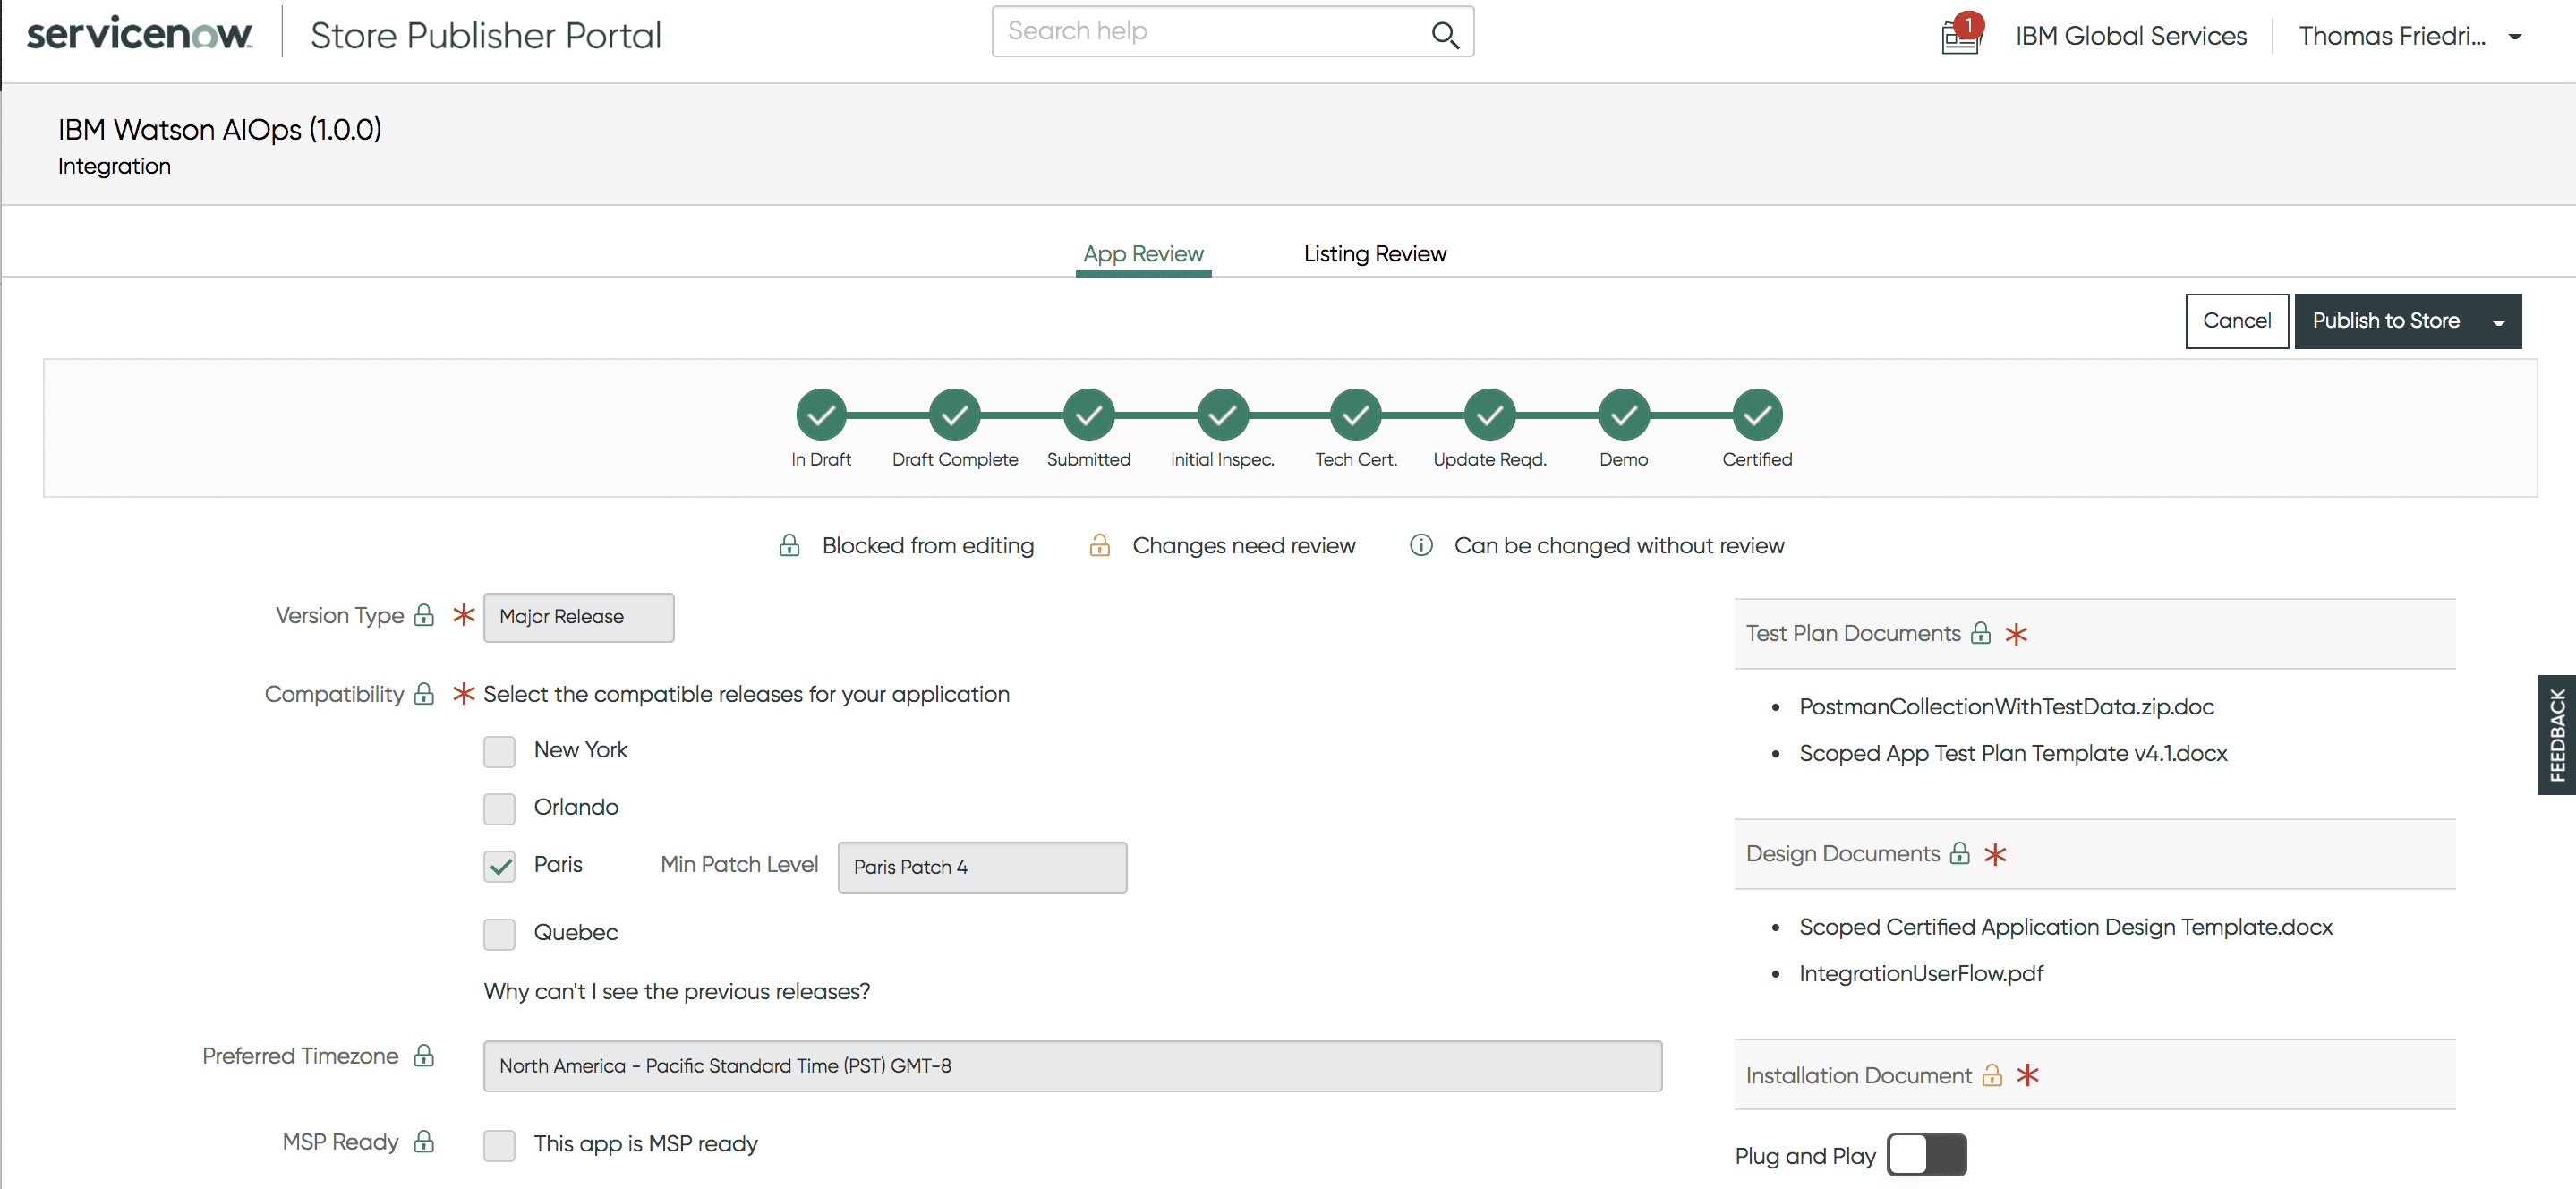 servicenow
Store Publisher Portal
Search help
1
IBM Global Services
Thomas Friedri...
IBM Watson AIOps (1.0.0)
Integration
App Review
Listing Review
Cancel
Publish to Store
In Draft
Draft Complete
Submitted
Initial Inspec.
Tech Cert.
Update Reqd.
Demo
Certified
Blocked from editing
Changes need review
Can be changed without review
Version Type * Major Release
Compatibility * Select the compatible releases for your application
New York
Orlando
Paris Min Patch Level Paris Patch 4
Quebec
Why can't I see the previous releases?
Preferred Timezone North America - Pacific Standard Time (PST) GMT-8
MSP Ready This app is MSP ready
Test Plan Documents *
• PostmanCollectionWithTestData.zip.doc
• Scoped App Test Plan Template v4.1.docx
Design Documents *
• Scoped Certified Application Design Template.docx
• IntegrationUserFlow.pdf
Installation Document *
Plug and Play
FEEDBACK